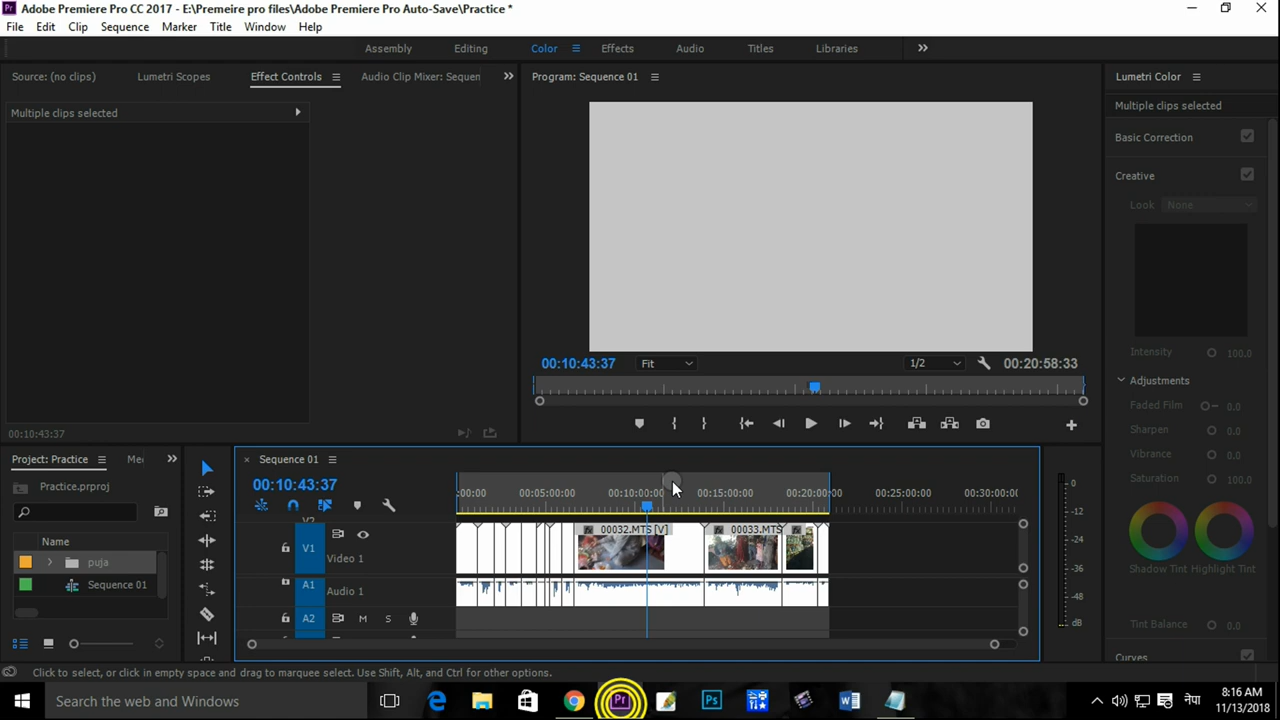 Adobe Premiere Pro CC 2017 - E:\Premeire pro files\Adobe Premiere Pro Auto-Save\Practice *
File Edit Clip Sequence Marker Title Window Help
Assembly Editing Color Effects Audio Titles Libraries
Source: (no clips) Lumetri Scopes Effect Controls Audio Clip Mixer: Sequen
Program: Sequence 01
Lumetri Color
Multiple clips selected
Multiple clips selected
Basic Correction
Creative
Look None
Intensity 100.0
00:10:43:37 Fit 1/2 00:20:58:33
Adjustments
Faded Film 0.0
Sharpen 0.0
Vibrance 0.0
Saturation 100.0
Shadow Tint Highlight Tint
Tint Balance 0.0
Curves
00:10:43:37
Project: Practice Me
Practice.prproj
Name
puja
Sequence 01
Sequence 01
00:10:43:37
:00:00 00:05:00:00 00:10:00:00 00:15:00:00 00:20:00:00 00:25:00:00 00:30:00:00
V2
V1 Video 1
00032.MTS [V] 00033.MTS
A1 Audio 1
A2 M S
0
-12
-24
-36
-48
dB
Click to select, or click in empty space and drag to marquee select. Use Shift, Alt, and Ctrl for other options.
Search the web and Windows
Ps
नेपा
8:16 AM
11/13/2018